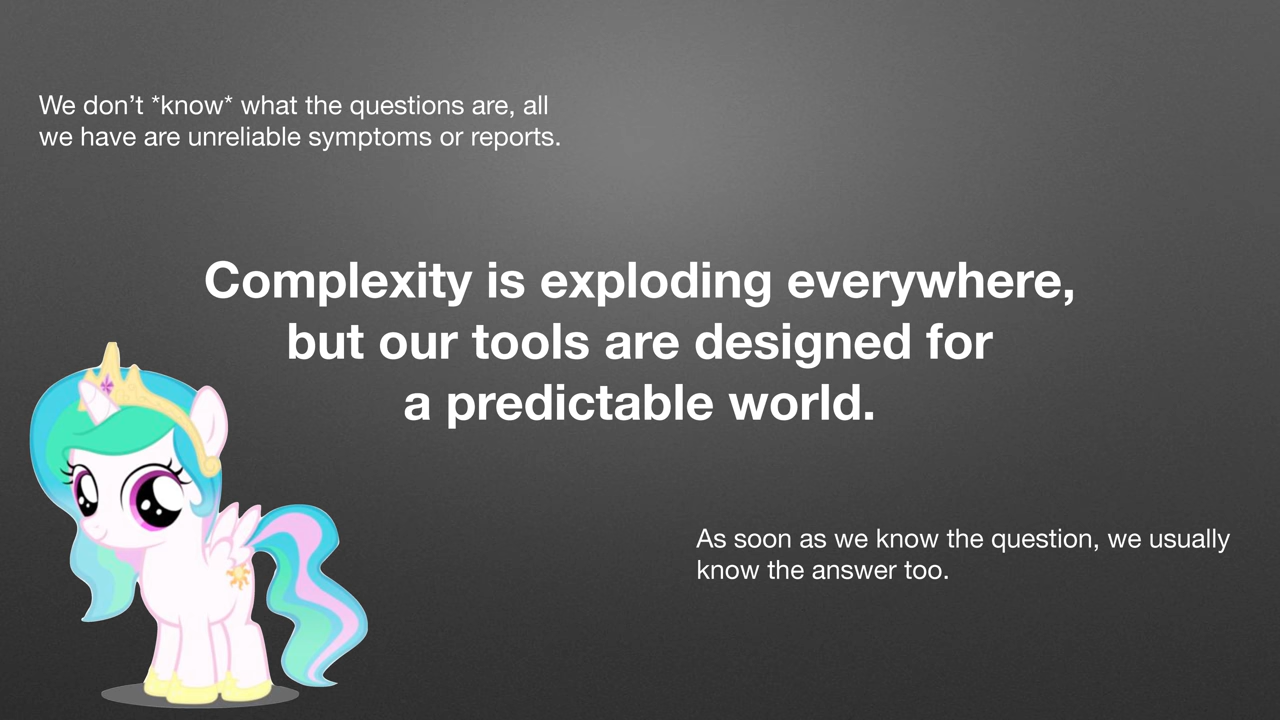 We don’t *know* what the questions are, all
we have are unreliable symptoms or reports.
Complexity is exploding everywhere,
but our tools are designed for
a predictable world.
As soon as we know the question, we usually
know the answer too.